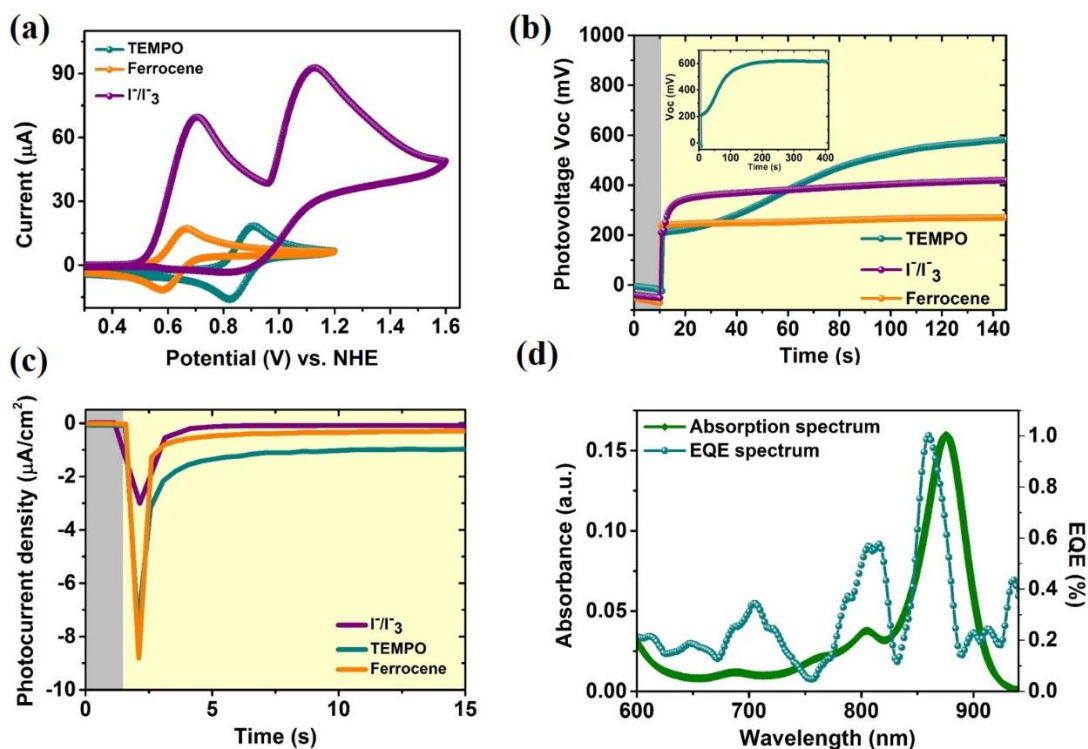 (a)
TEMPO
Ferrocene
I⁻/I⁻₃
Current (μA)
90
60
30
0
0.4 0.6 0.8 1.0 1.2 1.4 1.6
Potential (V) vs. NHE
(b)
Photovoltage Voc (mV)
1000
800
600
400
200
0
0 20 40 60 80 100 120 140
Time (s)
Voc (mV)
600
400
200
0
0 100 200 300 400
Time (s)
TEMPO
I⁻/I⁻₃
Ferrocene
(c)
Photocurrent density (μA/cm²)
0
-2
-4
-6
-8
-10
0 5 10 15
Time (s)
I⁻/I⁻₃
TEMPO
Ferrocene
(d)
Absorption spectrum
EQE spectrum
Absorbance (a.u.)
0.15
0.10
0.05
0.00
600 700 800 900
Wavelength (nm)
EQE (%)
1.0
0.8
0.6
0.4
0.2
0.0